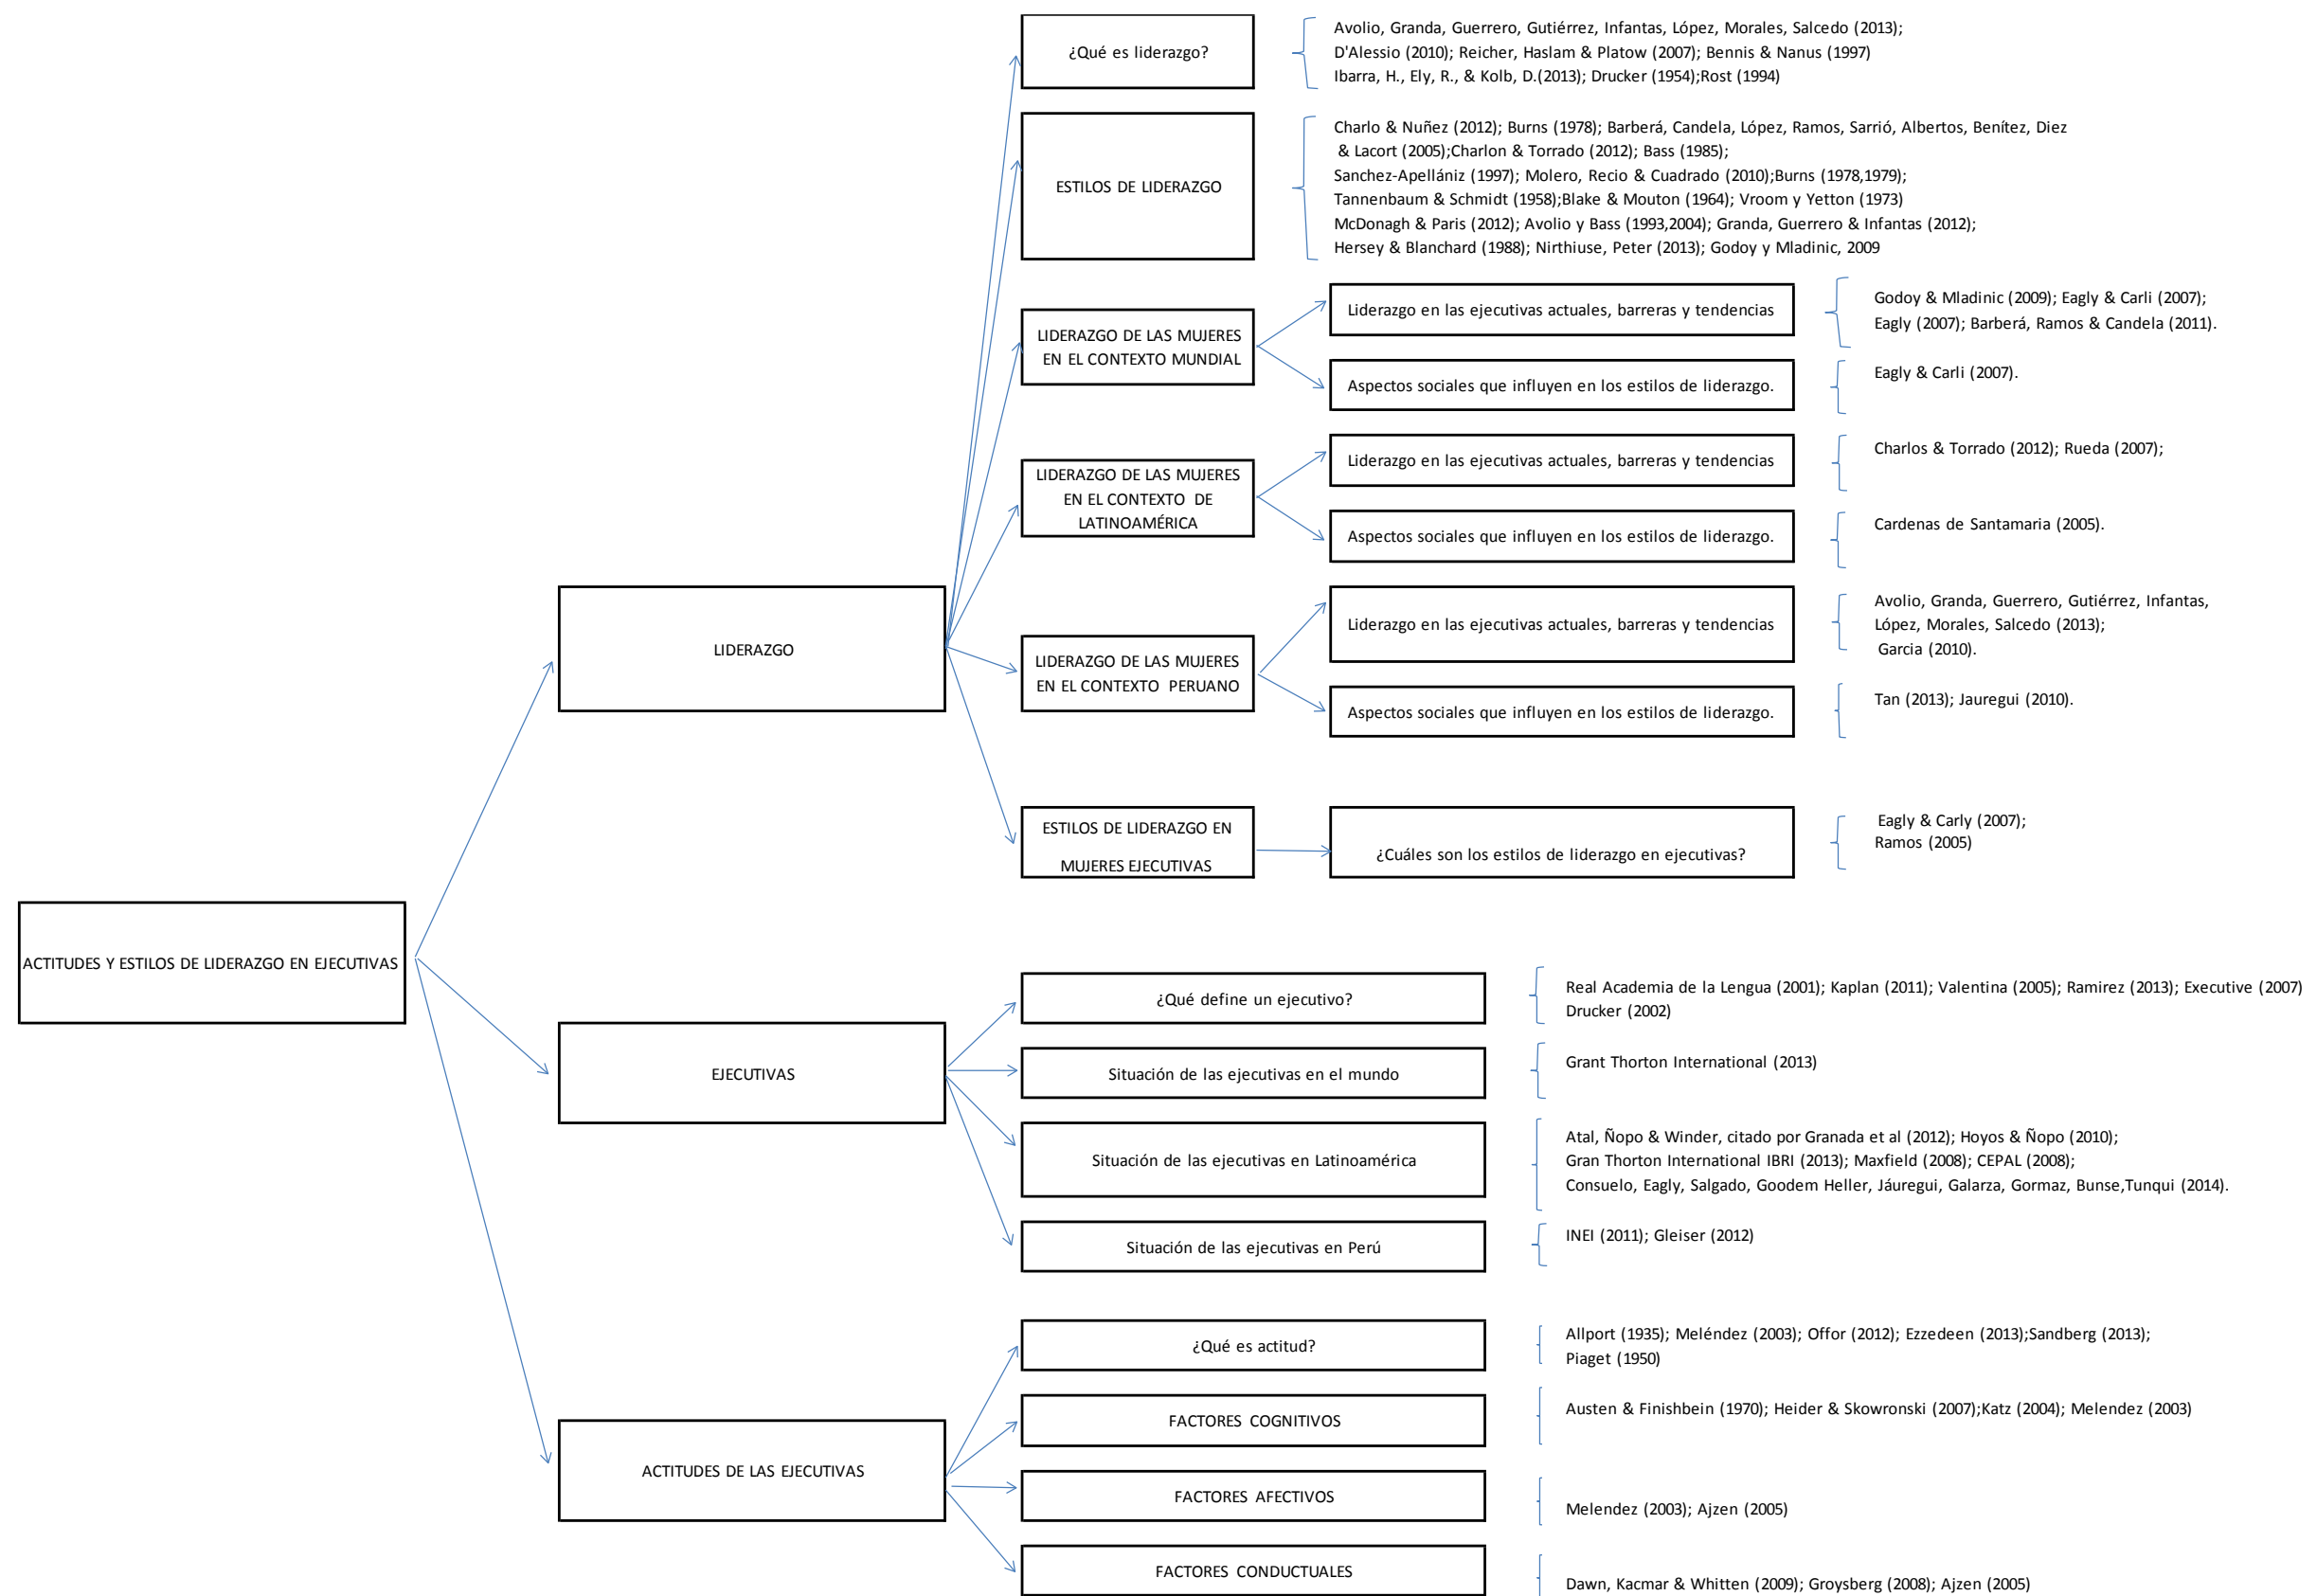 ¿Qué es liderazgo?
Avolio, Granda, Guerrero, Gutiérrez, Infantas, López, Morales, Salcedo (2013);
D'Alessio (2010); Reicher, Haslam & Platow (2007); Bennis & Nanus (1997)
Ibarra, H., Ely, R., & Kolb, D.(2013); Drucker (1954);Rost (1994)
ESTILOS DE LIDERAZGO
Charlo & Nuñez (2012); Burns (1978); Barberá, Candela, López, Ramos, Sarrió, Albertos, Benítez, Diez
& Lacort (2005);Charlon & Torrado (2012); Bass (1985);
Sanchez-Apellániz (1997); Molero, Recio & Cuadrado (2010);Burns (1978,1979);
Tannenbaum & Schmidt (1958);Blake & Mouton (1964); Vroom y Yetton (1973)
McDonagh & Paris (2012); Avolio y Bass (1993,2004); Granda, Guerrero & Infantas (2012);
Hersey & Blanchard (1988); Nirthiuse, Peter (2013); Godoy y Mladinic, 2009
LIDERAZGO DE LAS MUJERES
EN EL CONTEXTO MUNDIAL
Liderazgo en las ejecutivas actuales, barreras y tendencias
Godoy & Mladinic (2009); Eagly & Carli (2007);
Eagly (2007); Barberá, Ramos & Candela (2011).
Aspectos sociales que influyen en los estilos de liderazgo.
Eagly & Carli (2007).
LIDERAZGO DE LAS MUJERES
EN EL CONTEXTO DE
LATINOAMÉRICA
Liderazgo en las ejecutivas actuales, barreras y tendencias
Charlos & Torrado (2012); Rueda (2007);
Aspectos sociales que influyen en los estilos de liderazgo.
Cardenas de Santamaria (2005).
LIDERAZGO
LIDERAZGO DE LAS MUJERES
EN EL CONTEXTO PERUANO
Liderazgo en las ejecutivas actuales, barreras y tendencias
Avolio, Granda, Guerrero, Gutiérrez, Infantas,
López, Morales, Salcedo (2013);
Garcia (2010).
Aspectos sociales que influyen en los estilos de liderazgo.
Tan (2013); Jauregui (2010).
ESTILOS DE LIDERAZGO EN
MUJERES EJECUTIVAS
¿Cuáles son los estilos de liderazgo en ejecutivas?
Eagly & Carly (2007);
Ramos (2005)
ACTITUDES Y ESTILOS DE LIDERAZGO EN EJECUTIVAS
EJECUTIVAS
¿Qué define un ejecutivo?
Real Academia de la Lengua (2001); Kaplan (2011); Valentina (2005); Ramirez (2013); Executive (2007)
Drucker (2002)
Situación de las ejecutivas en el mundo
Grant Thorton International (2013)
Situación de las ejecutivas en Latinoamérica
Atal, Ñopo & Winder, citado por Granada et al (2012); Hoyos & Ñopo (2010);
Gran Thorton International IBRI (2013); Maxfield (2008); CEPAL (2008);
Consuelo, Eagly, Salgado, Goodem Heller, Jáuregui, Galarza, Gormaz, Bunse,Tunqui (2014).
Situación de las ejecutivas en Perú
INEI (2011); Gleiser (2012)
ACTITUDES DE LAS EJECUTIVAS
¿Qué es actitud?
Allport (1935); Meléndez (2003); Offor (2012); Ezzedeen (2013);Sandberg (2013);
Piaget (1950)
FACTORES COGNITIVOS
Austen & Finishbein (1970); Heider & Skowronski (2007);Katz (2004); Melendez (2003)
FACTORES AFECTIVOS
Melendez (2003); Ajzen (2005)
FACTORES CONDUCTUALES
Dawn, Kacmar & Whitten (2009); Groysberg (2008); Ajzen (2005)